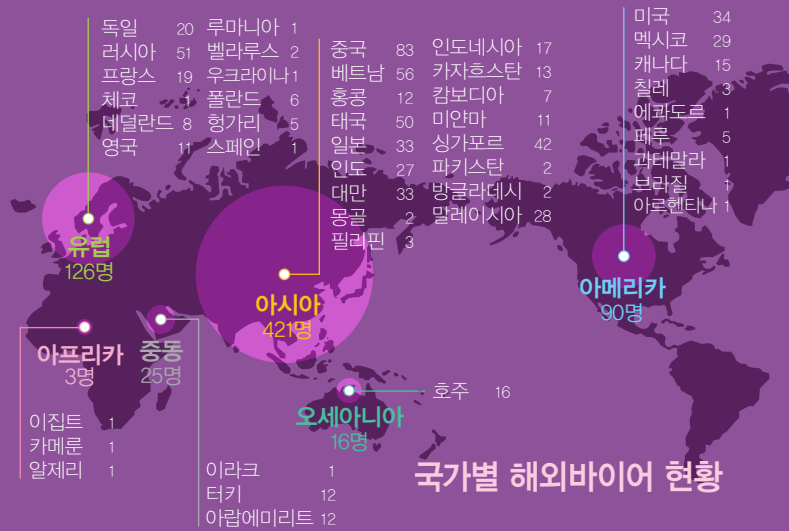 독일 20 루마니아 1
러시아 51 벨라루스 2
프랑스 19 우크라이나 1
체코 1 폴란드 6
네덜란드 8 헝가리 5
영국 11 스페인 1
유럽
126명
중국 83 인도네시아 17
베트남 56 카자흐스탄 13
홍콩 12 캄보디아 7
태국 50 미얀마 11
일본 33 싱가포르 42
인도 27 파키스탄 2
대만 33 방글라데시 2
몽골 2 말레이시아 28
필리핀 3
아시아
421명
미국 34
멕시코 29
캐나다 15
칠레 3
에콰도르 1
페루 5
과테말라 1
브라질 1
아르헨티나 1
아메리카
90명
아프리카
3명
이집트 1
카메룬 1
알제리 1
중동
25명
이라크 1
터키 12
아랍에미리트 12
호주 16
오세아니아
16명
국가별 해외바이어 현황